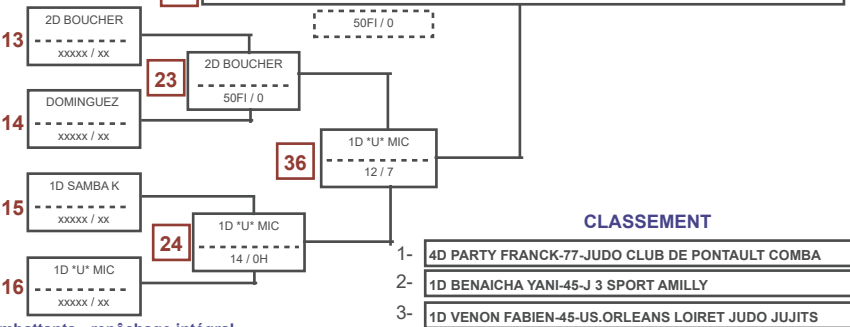 50FI / 0
13
2D BOUCHER
xxxxx / xx
23
2D BOUCHER
50FI / 0
14
DOMINGUEZ
xxxxx / xx
36
1D *U* MIC
12 / 7
15
1D SAMBA K
xxxxx / xx
24
1D *U* MIC
14 / 0H
16
1D *U* MIC
xxxxx / xx
CLASSEMENT
1- 4D PARTY FRANCK-77-JUDO CLUB DE PONTAULT COMBA
2- 1D BENAICHA YANI-45-J 3 SPORT AMILLY
3- 1D VENON FABIEN-45-US.ORLEANS LOIRET JUDO JUJITS